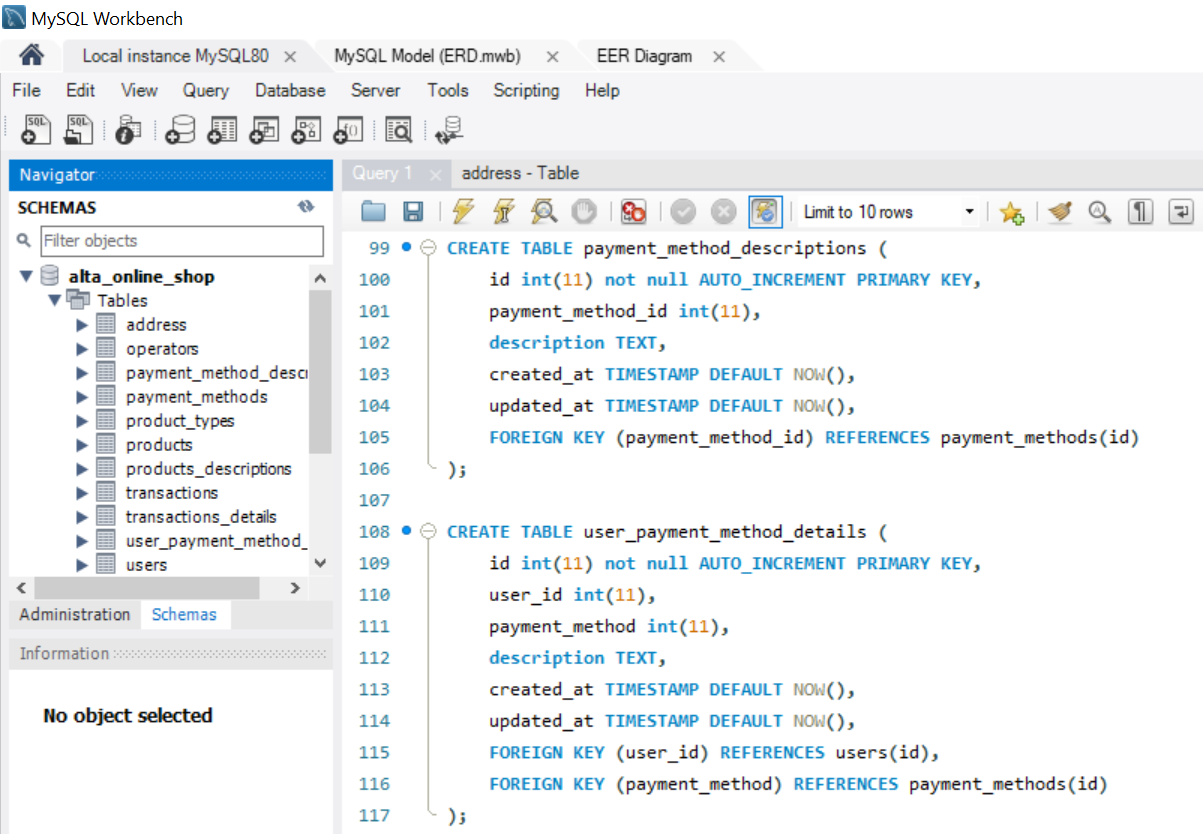 MySQL Workbench
Local instance MySQL80
MySQL Model (ERD.mwb)
EER Diagram
File Edit View Query Database Server Tools Scripting Help
SQL SQL
Navigator
SCHEMAS
Filter objects
alta_online_shop
Tables
address
operators
payment_method_descr
payment_methods
product_types
products
products_descriptions
transactions
transactions_details
user_payment_method_
users
Administration Schemas
Information
No object selected
Query 1 address - Table
Limit to 10 rows
99 CREATE TABLE payment_method_descriptions (
100 id int(11) not null AUTO_INCREMENT PRIMARY KEY,
101 payment_method_id int(11),
102 description TEXT,
103 created_at TIMESTAMP DEFAULT NOW(),
104 updated_at TIMESTAMP DEFAULT NOW(),
105 FOREIGN KEY (payment_method_id) REFERENCES payment_methods(id)
106 );
107
108 CREATE TABLE user_payment_method_details (
109 id int(11) not null AUTO_INCREMENT PRIMARY KEY,
110 user_id int(11),
111 payment_method int(11),
112 description TEXT,
113 created_at TIMESTAMP DEFAULT NOW(),
114 updated_at TIMESTAMP DEFAULT NOW(),
115 FOREIGN KEY (user_id) REFERENCES users(id),
116 FOREIGN KEY (payment_method) REFERENCES payment_methods(id)
117 );